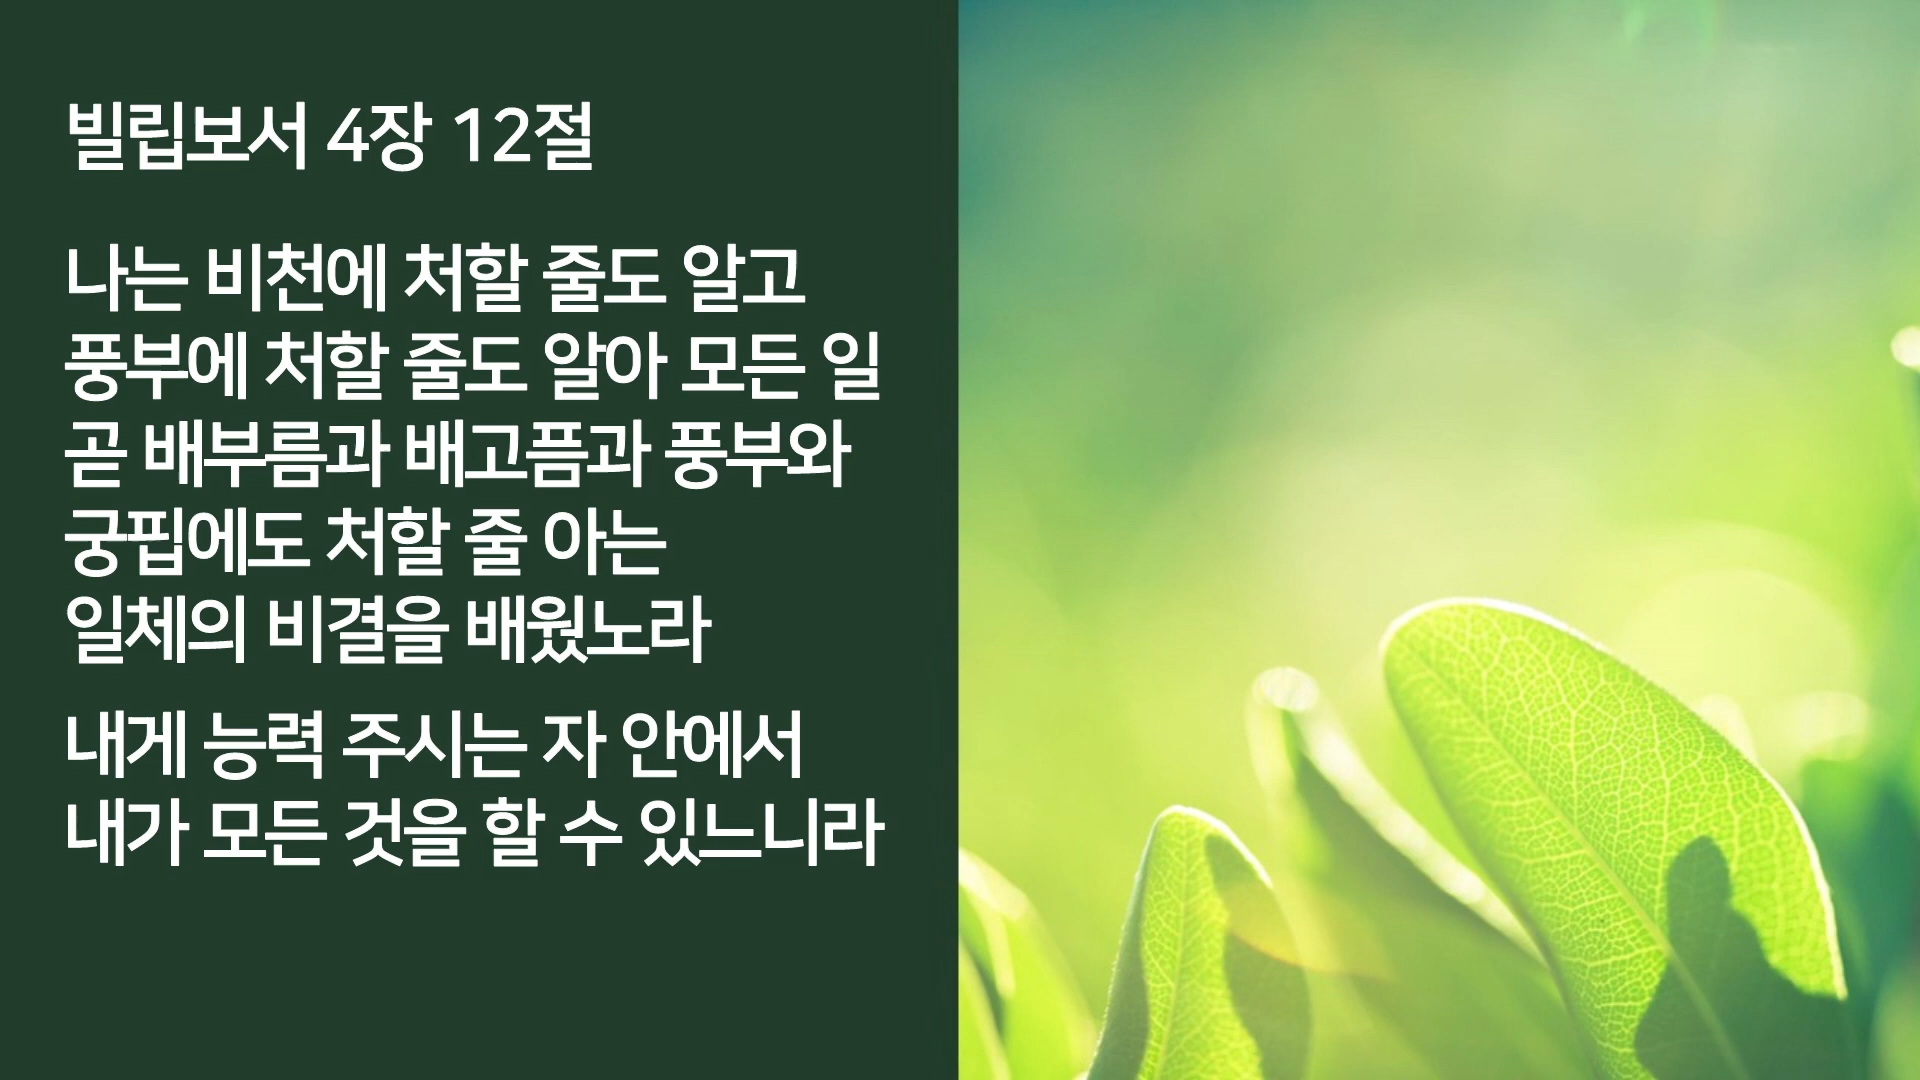 빌립보서 4장 12절
나는 비천에 처할 줄도 알고
풍부에 처할 줄도 알아 모든 일
곧 배부름과 배고픔과 풍부와
궁핍에도 처할 줄 아는
일체의 비결을 배웠노라
내게 능력 주시는 자 안에서
내가 모든 것을 할 수 있느니라